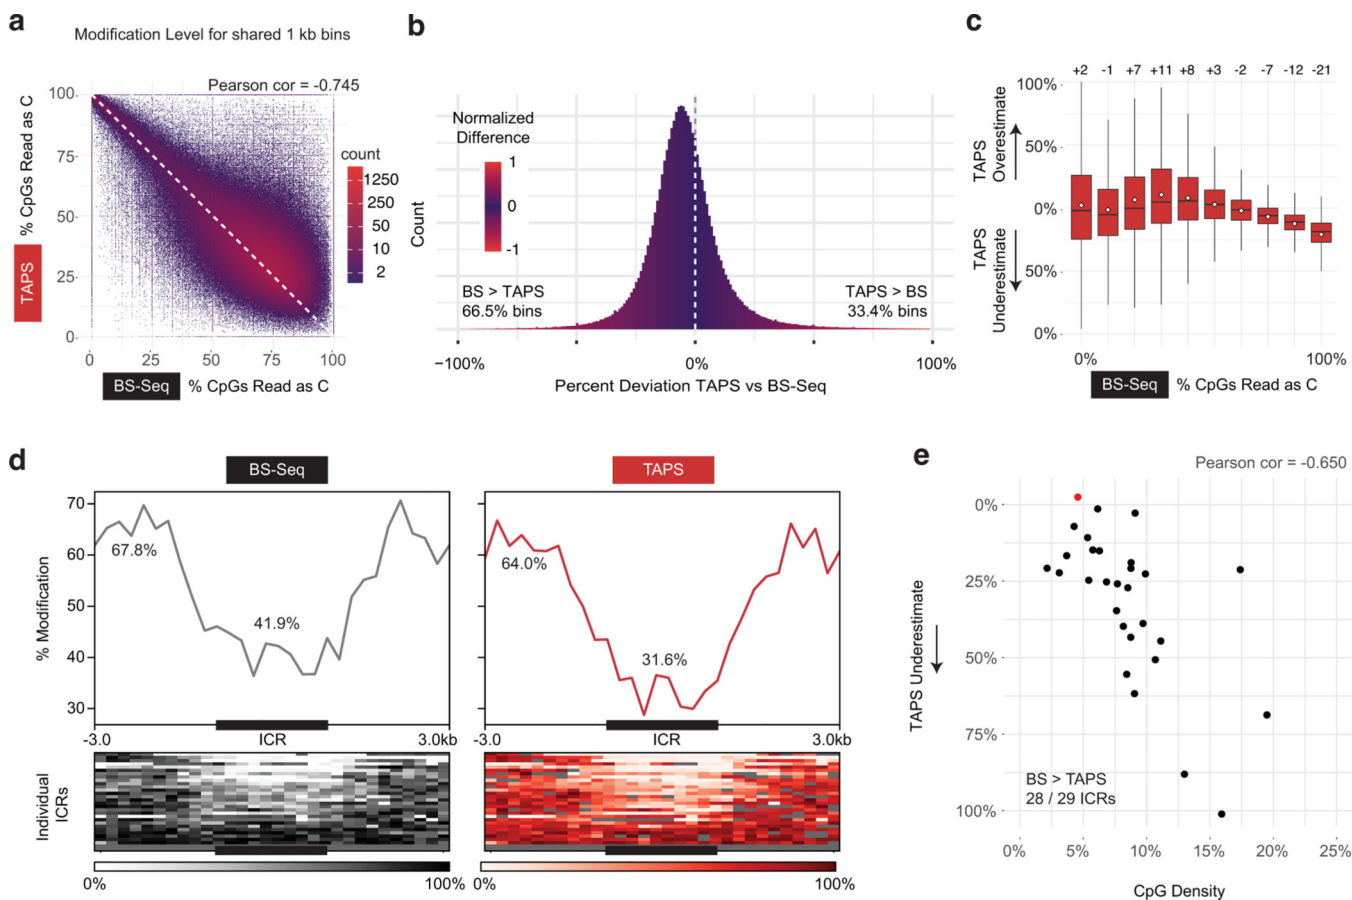 a
Modification Level for shared 1 kb bins
Pearson cor = -0.745
100
75
50
25
0
TAPS % CpGs Read as C
count
1250
250
50
10
2
0
25
50
75
100
BS-Seq % CpGs Read as C
b
Normalized
Difference
1
0
-1
Count
BS > TAPS
66.5% bins
TAPS > BS
33.4% bins
−100%
0%
100%
Percent Deviation TAPS vs BS-Seq
c
+2 -1 +7 +11 +8 +3 -2 -7 -12 -21
100%
50%
0%
50%
0%
TAPS
Overestimate
TAPS
Underestimate
0%
100%
BS-Seq % CpGs Read as C
d
BS-Seq
TAPS
% Modification
70
60
50
40
30
67.8%
41.9%
64.0%
31.6%
-3.0 ICR 3.0kb
-3.0 ICR 3.0kb
Individual
ICRs
0% 100%
0% 100%
e
Pearson cor = -0.650
0%
25%
50%
75%
100%
TAPS Underestimate
BS > TAPS
28 / 29 ICRs
0% 5% 10% 15% 20% 25%
CpG Density